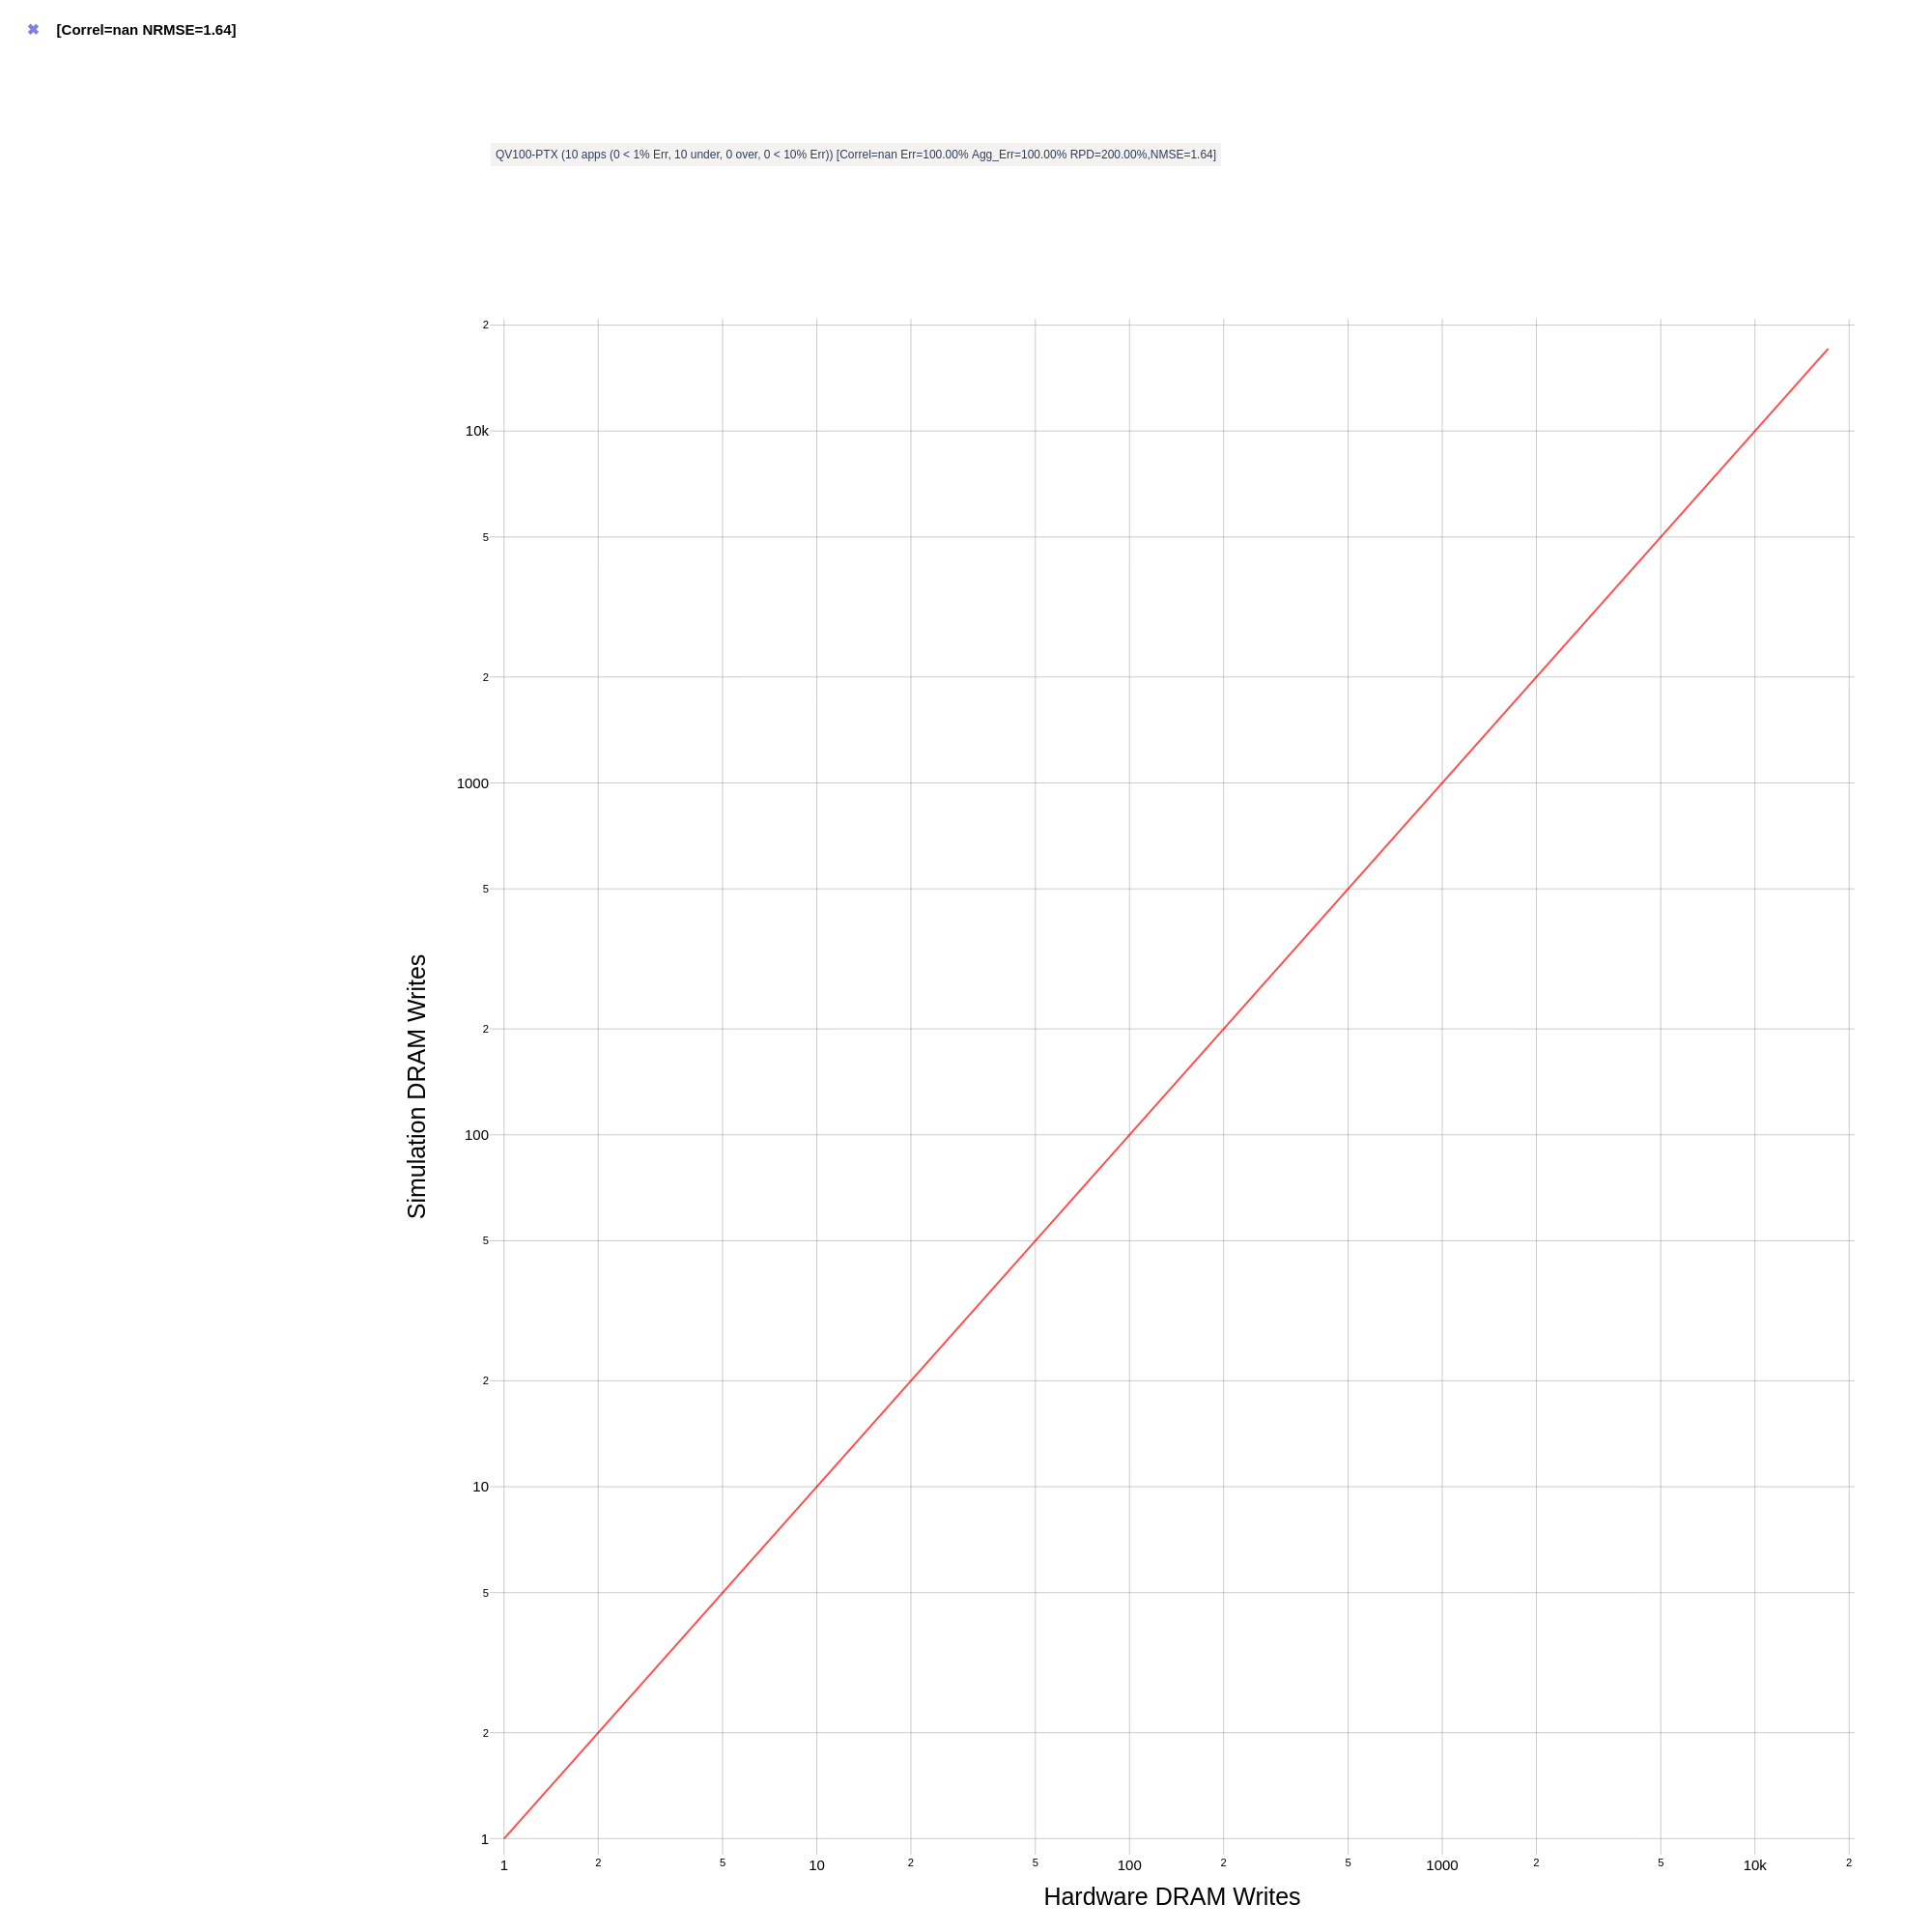 [Correl=nan NRMSE=1.64]
QV100-PTX (10 apps (0 < 1% Err, 10 under, 0 over, 0 < 10% Err)) [Correl=nan Err=100.00% Agg_Err=100.00% RPD=200.00%,NMSE=1.64]
2
10k
5
2
1000
5
2
100
5
2
10
5
2
1
Simulation DRAM Writes
1 2 5 10 2 5 100 2 5 1000 2 5 10k 2
Hardware DRAM Writes